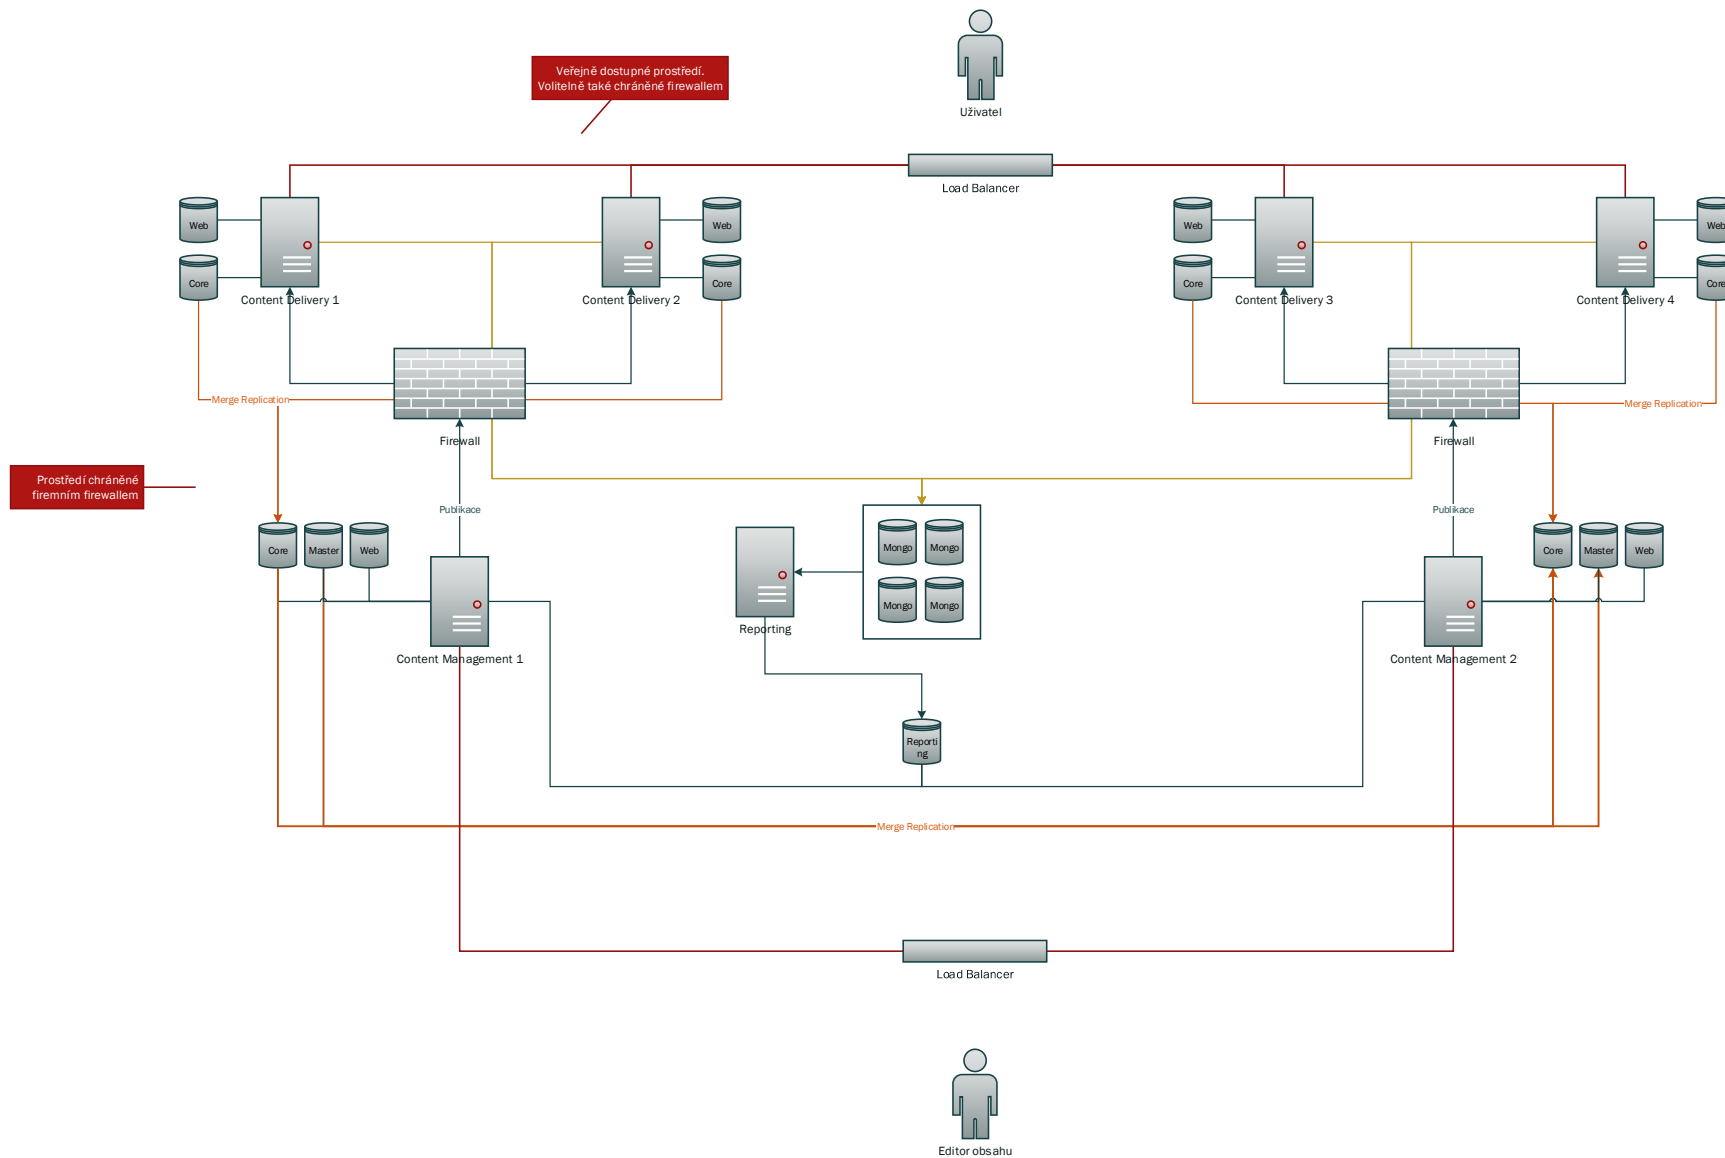 Veřejně dostupné prostředí.
Volitelně také chráněné firewallem
Uživatel
Load Balancer
Web
Web
Web
Web
Core
Core
Core
Core
Content Delivery 1
Content Delivery 2
Content Delivery 3
Content Delivery 4
Merge Replication
Merge Replication
Firewall
Firewall
Prostředí chráněné
firemním firewallem
Publikace
Publikace
Core
Master
Web
Mongo
Mongo
Core
Master
Web
Mongo
Mongo
Reporting
Content Management 1
Content Management 2
Reporti
ng
Merge Replication
Load Balancer
Editor obsahu